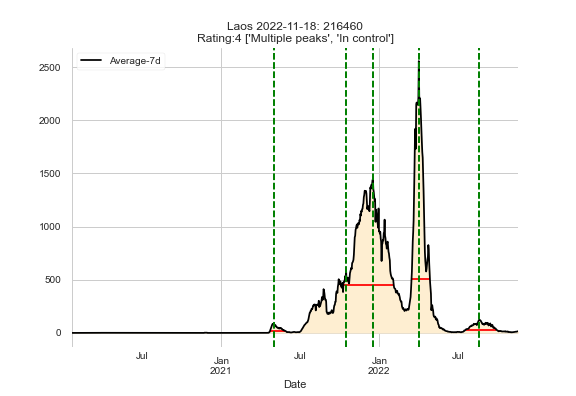 Laos 2022-11-18: 216460
Rating:4 ['Multiple peaks', 'In control']
Average-7d
2500
2000
1500
1000
500
0
Jul
Jan
2021
Jul
Jan
2022
Jul
Date